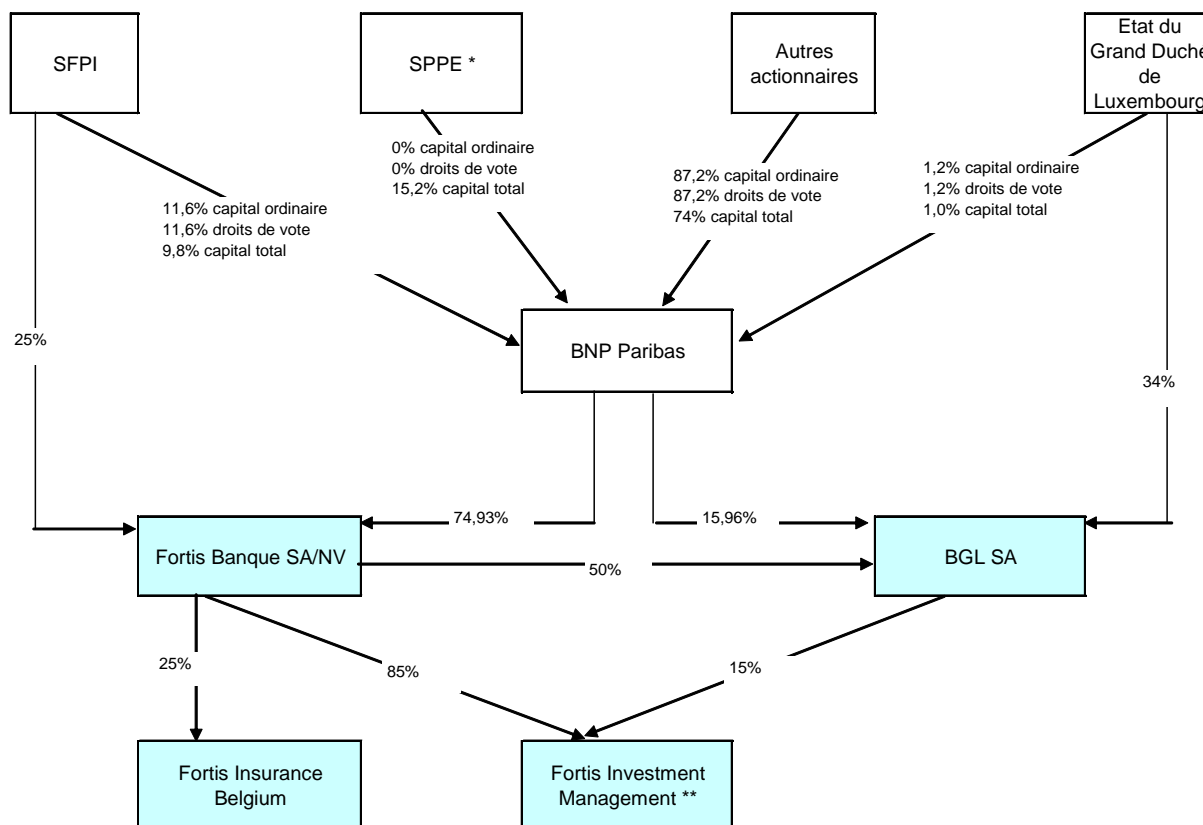 SFPI
SPPE *
Autres
actionnaires
Etat du
Grand Duché
de
Luxembourg
0% capital ordinaire
0% droits de vote
15,2% capital total
87,2% capital ordinaire
87,2% droits de vote
74% capital total
1,2% capital ordinaire
1,2% droits de vote
1,0% capital total
11,6% capital ordinaire
11,6% droits de vote
9,8% capital total
25%
BNP Paribas
34%
74,93%
15,96%
Fortis Banque SA/NV
50%
BGL SA
25%
85%
15%
Fortis Insurance
Belgium
Fortis Investment
Management **